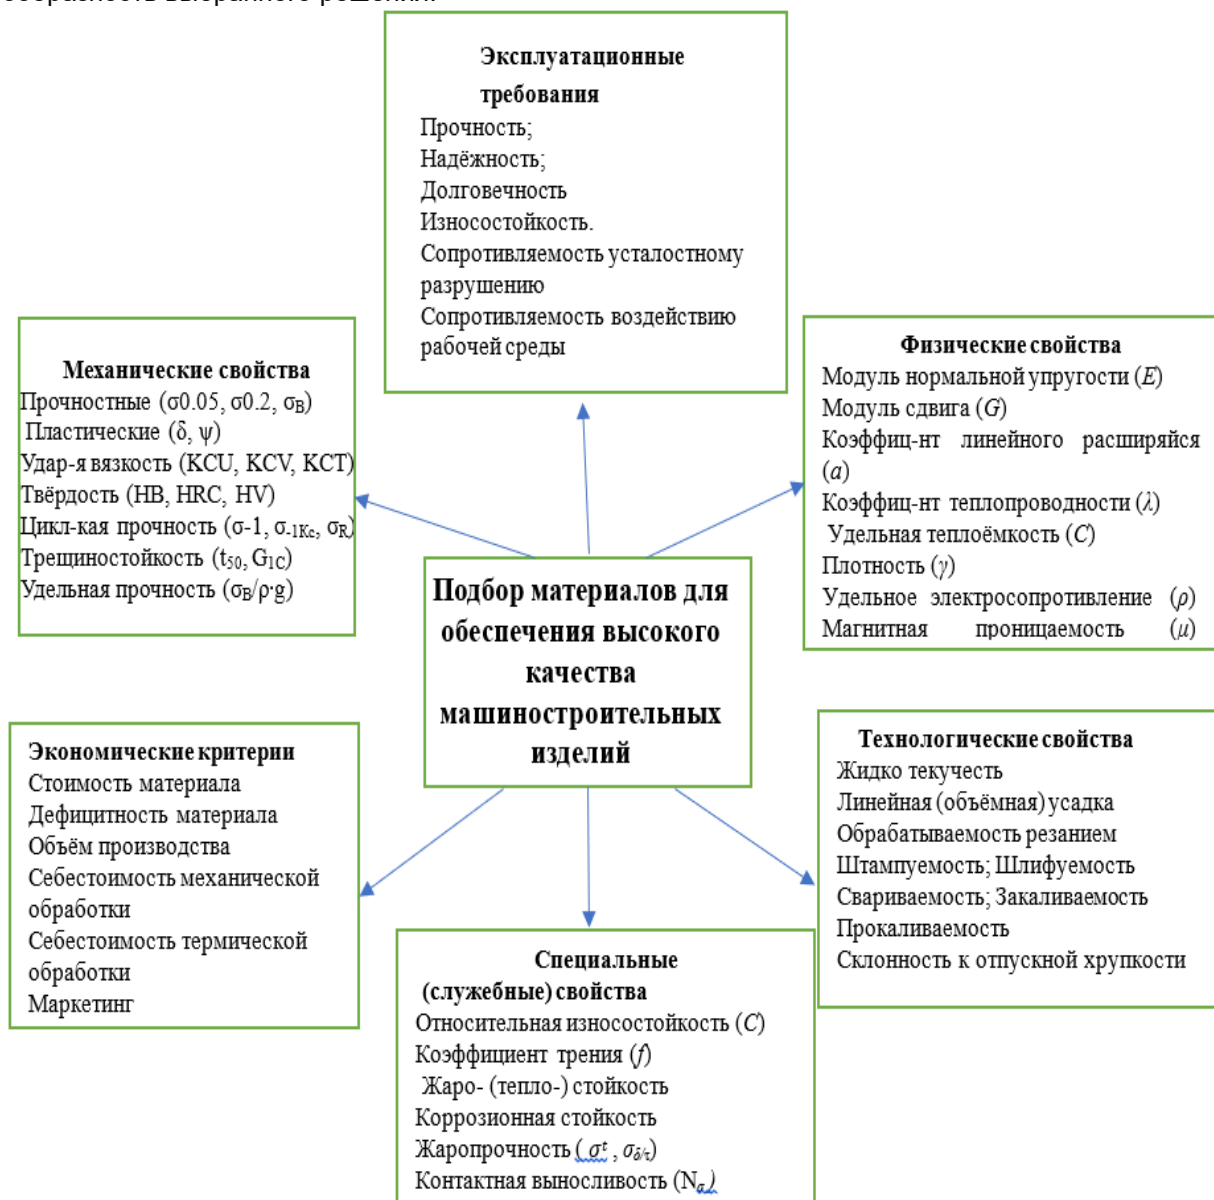 Эксплуатационные
требования
Прочность;
Надёжность;
Долговечность
Износостойкость.
Сопротивляемость усталостному
разрушению
Сопротивляемость воздействию
рабочей среды
Механические свойства
Прочностные (σ0.05, σ0.2, σB)
Пластические (δ, ψ)
Удар-я вязкость (KCU, KCV, KCT)
Твёрдость (HB, HRC, HV)
Цикл-кая прочность (σ-1, σ-1Kc, σR)
Трещиностойкость (t50, G1C)
Удельная прочность (σB/ρ·g)
Физические свойства
Модуль нормальной упругости (E)
Модуль сдвига (G)
Коэффиц-нт линейного расширяйся
(a)
Коэффиц-нт теплопроводности (λ)
Удельная теплоёмкость (C)
Плотность (γ)
Удельное электросопротивление (ρ)
Магнитная проницаемость (μ)
Подбор материалов для
обеспечения высокого
качества
машиностроительных
изделий
Экономические критерии
Стоимость материала
Дефицитность материала
Объём производства
Себестоимость механической
обработки
Себестоимость термической
обработки
Маркетинг
Технологические свойства
Жидко текучесть
Линейная (объёмная) усадка
Обрабатываемость резанием
Штампуемость; Шлифуемость
Свариваемость; Закаливаемость
Прокаливаемость
Склонность к отпускной хрупкости
Специальные
(служебные) свойства
Относительная износостойкость (C)
Коэффициент трения (f)
Жаро- (тепло-) стойкость
Коррозионная стойкость
Жаропрочность ( σt , σδ/τ)
Контактная выносливость (Nσ )